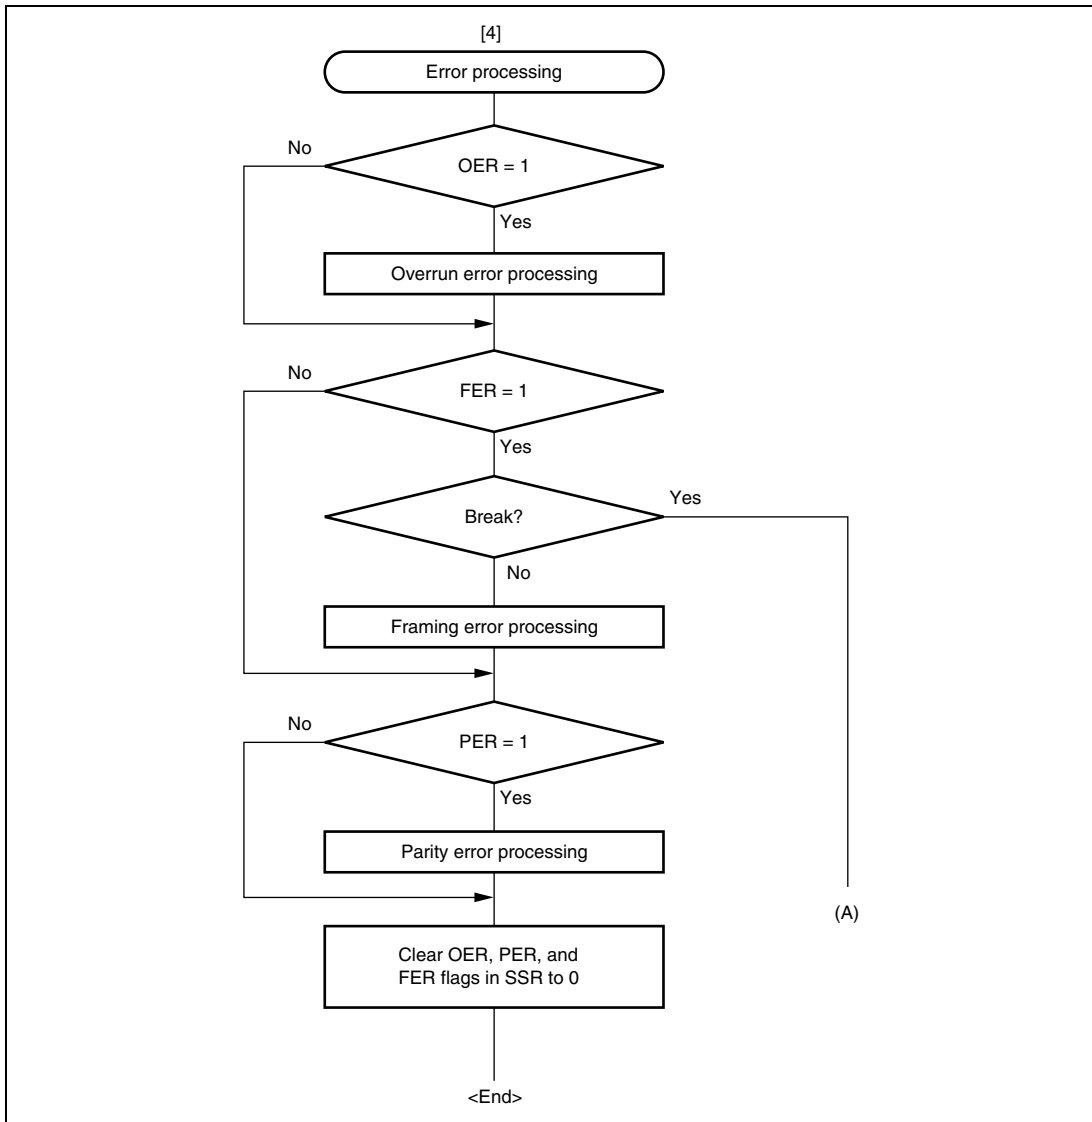 [4]
Error processing
No
OER = 1
Yes
Overrun error processing
No
FER = 1
Yes
Break?
Yes
No
Framing error processing
No
PER = 1
Yes
Parity error processing
(A)
Clear OER, PER, and
FER flags in SSR to 0
<End>